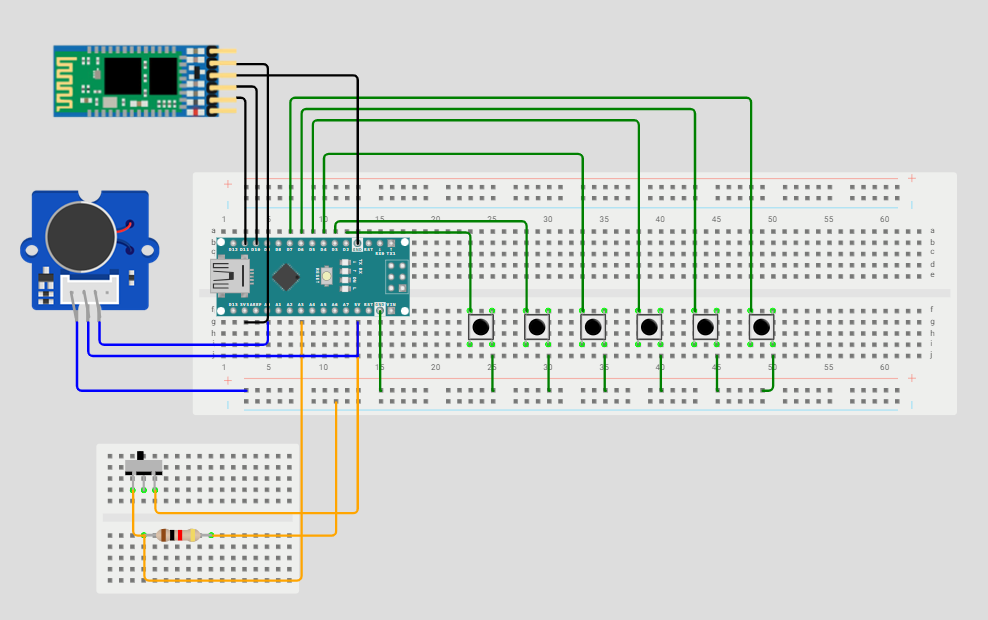 1 5 10 15 20 25 30 35 40 45 50 55 60
a a
b b
c c
d
e
D12 D11 D10 D9 D8 D7 D6 D5 D4 D3 D2 GND RST
RX0 TX1
RESET
TX RX
ON L
D13 3V3 AREF A0 A1 A2 A3 A4 A5 A6 A7 5V RST GND VIN
f f
g g
h h
i i
j j
1 5 10 15 20 25 30 35 40 45 50 55 60